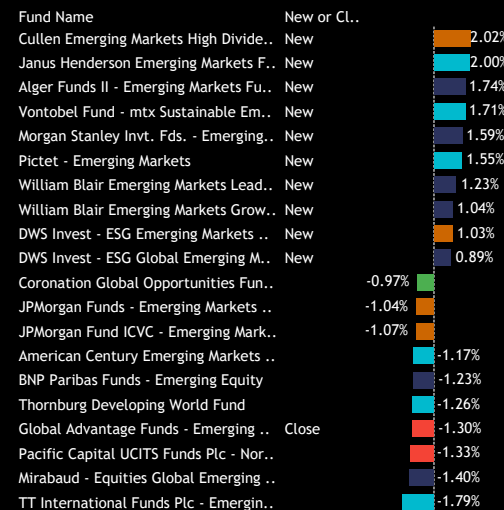 Fund Name New or Cl..
Cullen Emerging Markets High Divide.. New 2.02%
Janus Henderson Emerging Markets F.. New 2.00%
Alger Funds II - Emerging Markets Fu.. New 1.74%
Vontobel Fund - mtx Sustainable Em.. New 1.71%
Morgan Stanley Invt. Fds. - Emerging.. New 1.59%
Pictet - Emerging Markets New 1.55%
William Blair Emerging Markets Lead.. New 1.23%
William Blair Emerging Markets Grow.. New 1.04%
DWS Invest - ESG Emerging Markets .. New 1.03%
DWS Invest - ESG Global Emerging M.. New 0.89%
Coronation Global Opportunities Fun.. -0.97%
JPMorgan Funds - Emerging Markets .. -1.04%
JPMorgan Fund ICVC - Emerging Mark.. -1.07%
American Century Emerging Markets .. -1.17%
BNP Paribas Funds - Emerging Equity -1.23%
Thornburg Developing World Fund -1.26%
Global Advantage Funds - Emerging .. Close -1.30%
Pacific Capital UCITS Funds Plc - Nor.. -1.33%
Mirabaud - Equities Global Emerging .. -1.40%
TT International Funds Plc - Emergin.. -1.79%